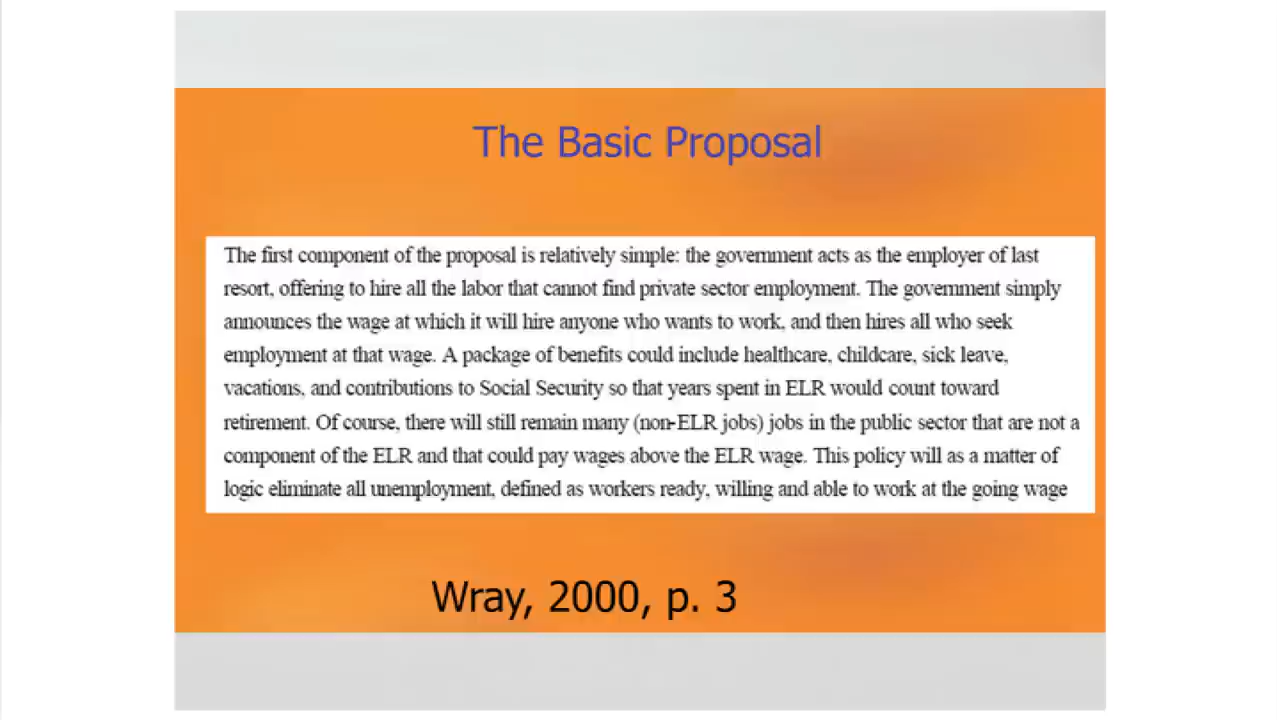 The Basic Proposal
The first component of the proposal is relatively simple: the government acts as the employer of last
resort, offering to hire all the labor that cannot find private sector employment. The government simply
announces the wage at which it will hire anyone who wants to work, and then hires all who seek
employment at that wage. A package of benefits could include healthcare, childcare, sick leave,
vacations, and contributions to Social Security so that years spent in ELR would count toward
retirement. Of course, there will still remain many (non-ELR jobs) jobs in the public sector that are not a
component of the ELR and that could pay wages above the ELR wage. This policy will as a matter of
logic eliminate all unemployment, defined as workers ready, willing and able to work at the going wage
Wray, 2000, p. 3